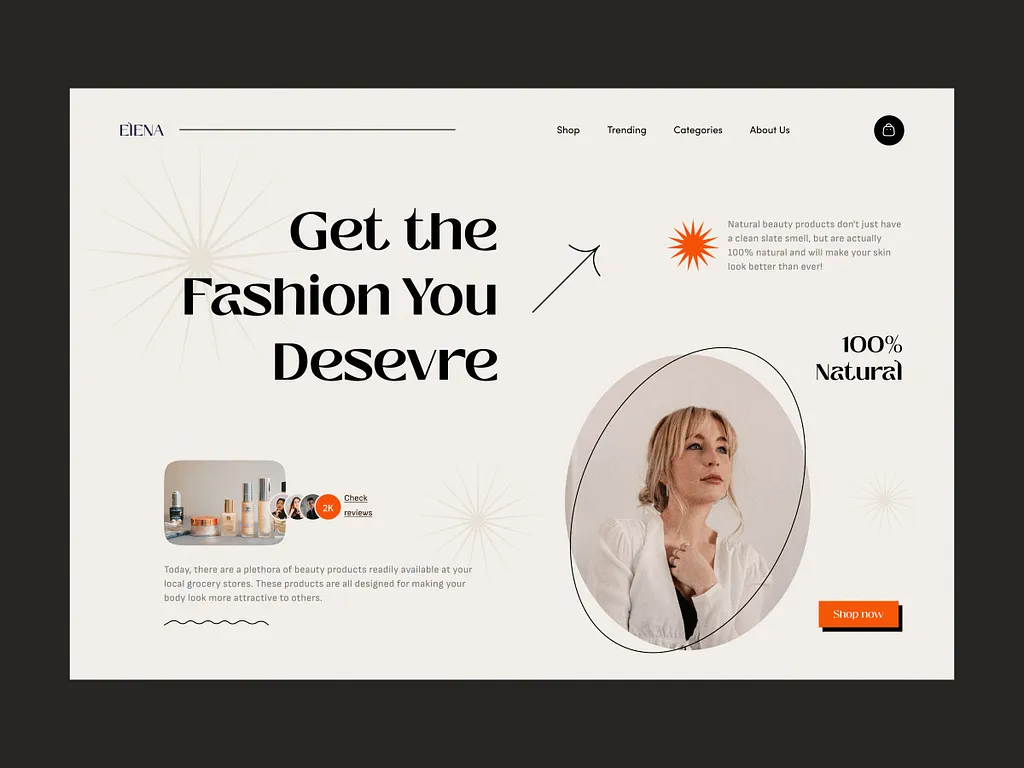 ElENA
Shop
Trending
Categories
About Us
Get the
Fashion You
Desevre
Natural beauty products don't just have
a clean slate smell, but are actually
100% natural and will make your skin
look better than ever!
100%
Natural
2K
Check
reviews
Today, there are a plethora of beauty products readily available at your
local grocery stores. These products are all designed for making your
body look more attractive to others.
Shop now